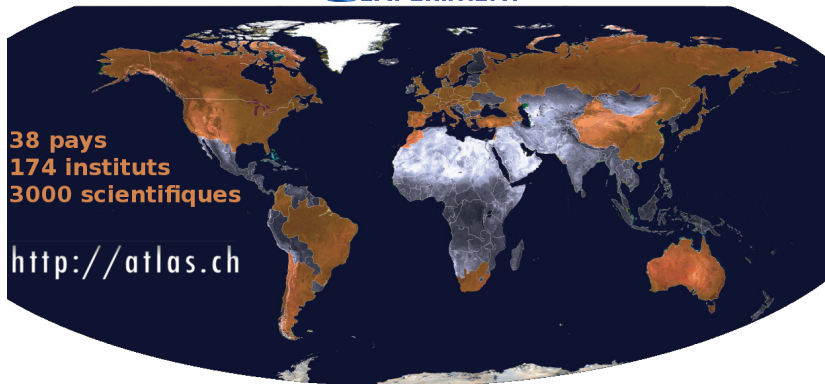 38 pays
174 instituts
3000 scientifiques
http://atlas.ch